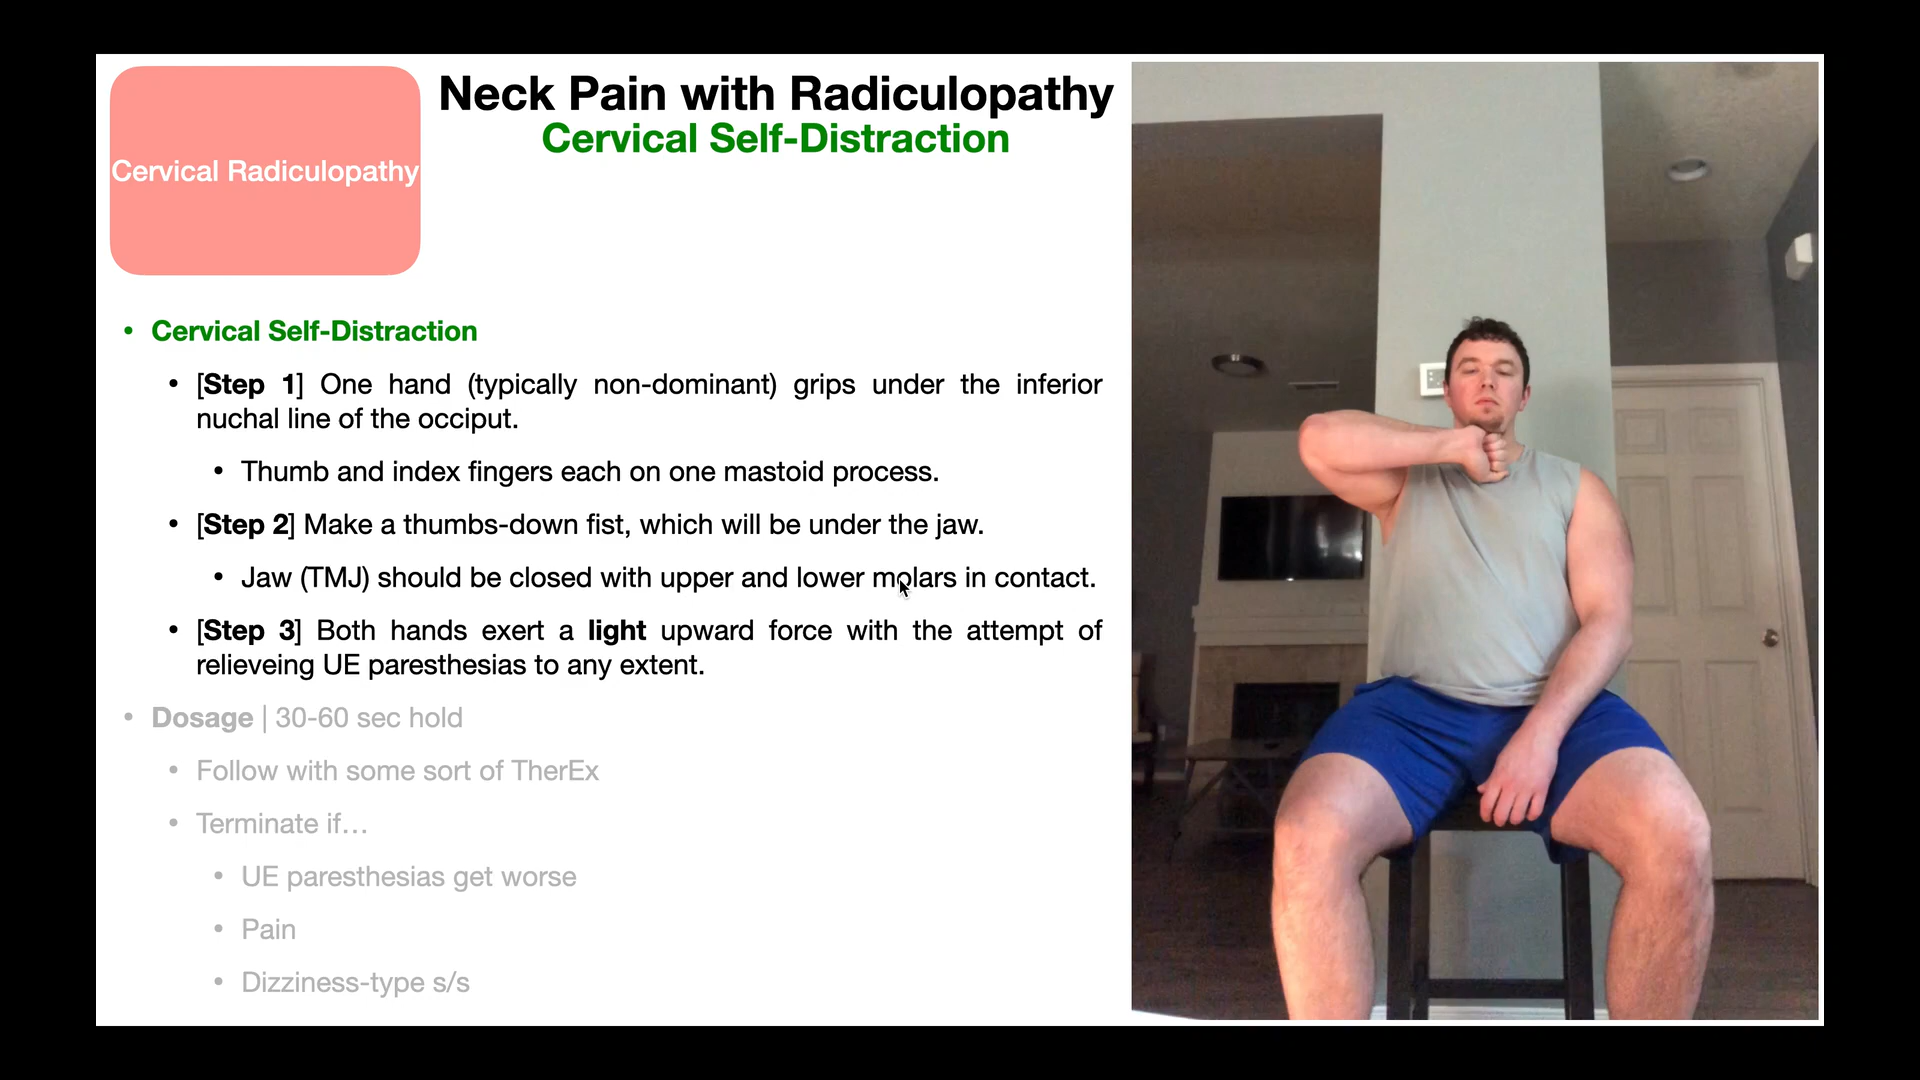 Cervical Radiculopathy
Neck Pain with Radiculopathy
Cervical Self-Distraction
• Cervical Self-Distraction
• [Step 1] One hand (typically non-dominant) grips under the inferior
nuchal line of the occiput.
• Thumb and index fingers each on one mastoid process.
• [Step 2] Make a thumbs-down fist, which will be under the jaw.
• Jaw (TMJ) should be closed with upper and lower molars in contact.
• [Step 3] Both hands exert a light upward force with the attempt of
relieveing UE paresthesias to any extent.
• Dosage | 30-60 sec hold
• Follow with some sort of TherEx
• Terminate if…
• UE paresthesias get worse
• Pain
• Dizziness-type s/s